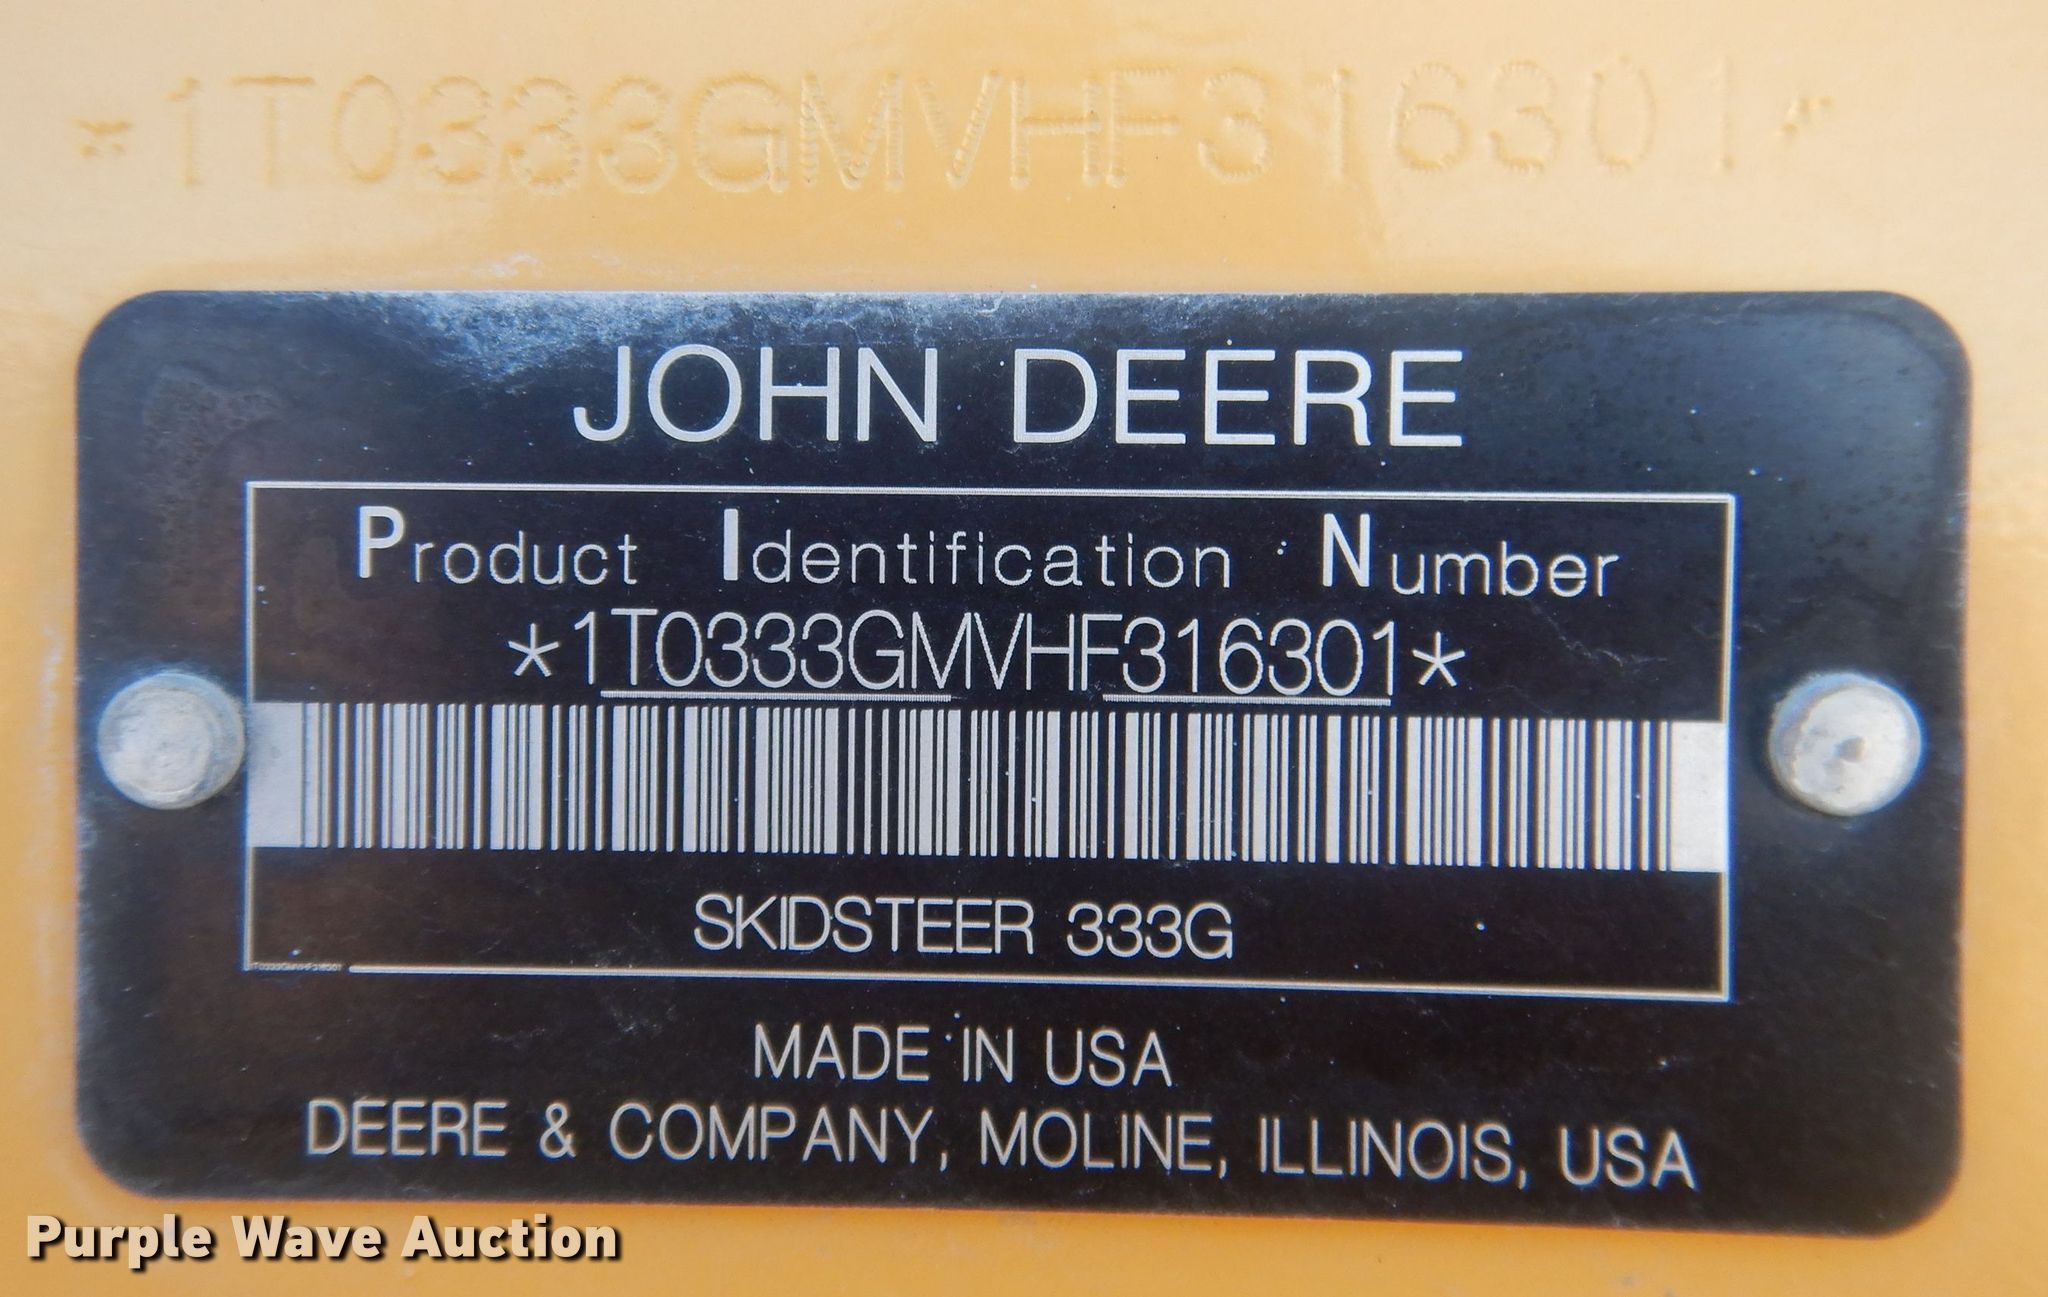 *1T0333GMVHF316301*
JOHN DEERE
Product Identification Number
*1T0333GMVHF316301*
SKIDSTEER 333G
1T0333GMVHF316301
MADE IN USA
DEERE & COMPANY, MOLINE, ILLINOIS, USA
Purple Wave Auction